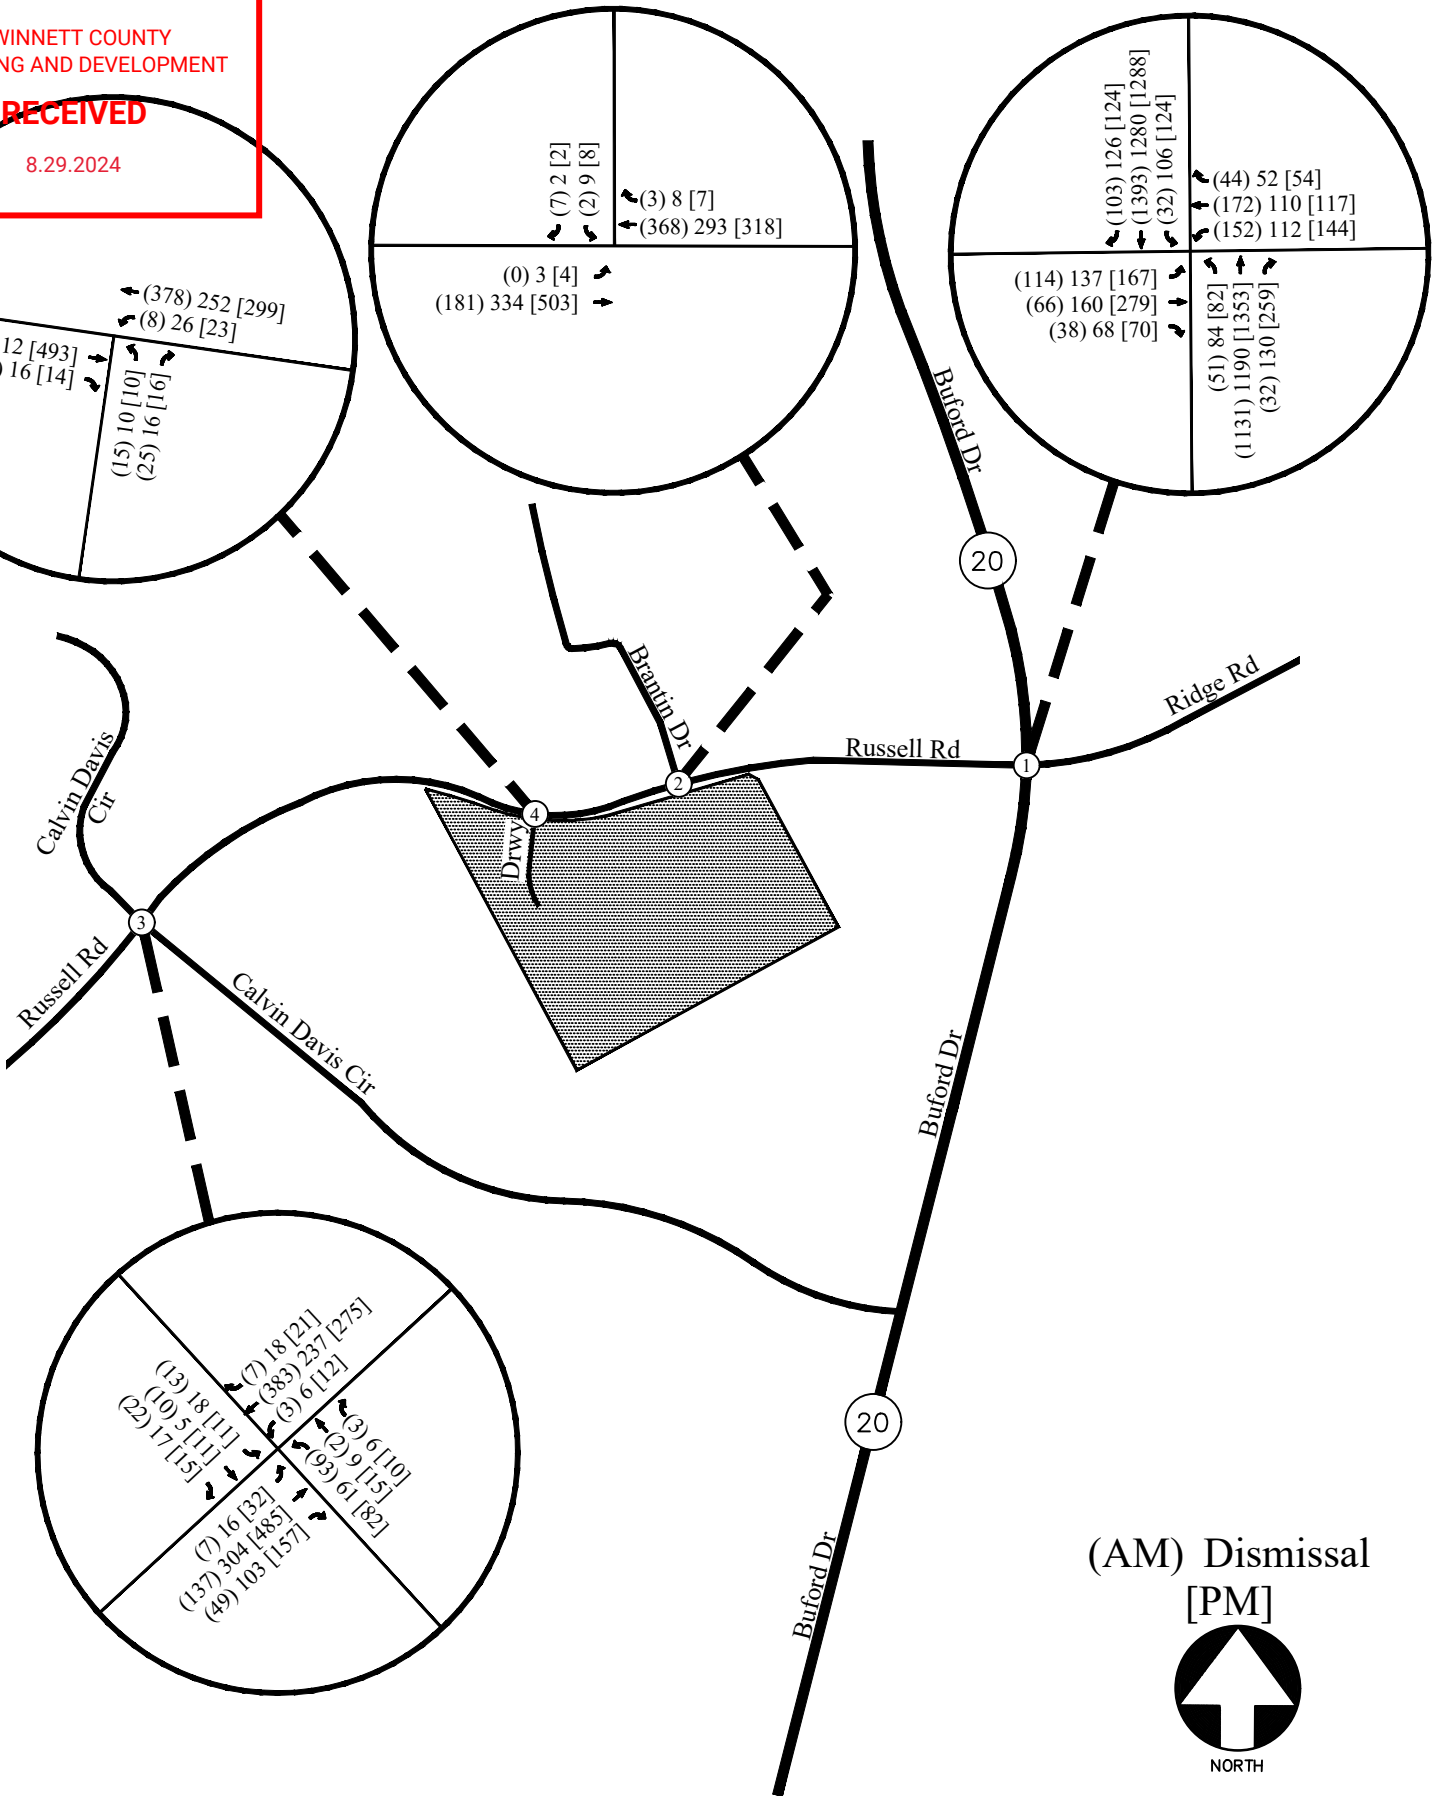 WINNETT COUNTY
NG AND DEVELOPMENT
RECEIVED
8.29.2024
(378) 252 [299]
(8) 26 [23]
12 [493]
) 16 [14]
(15) 10 [10]
(25) 16 [16]
(7) 2 [2]
(2) 9 [8]
(3) 8 [7]
(368) 293 [318]
(0) 3 [4]
(181) 334 [503]
(103) 126 [124]
(1393) 1280 [1288]
(32) 106 [124]
(44) 52 [54]
(172) 110 [117]
(152) 112 [144]
(114) 137 [167]
(66) 160 [279]
(38) 68 [70]
(51) 84 [82]
(1131) 1190 [1353]
(32) 130 [259]
Buford Dr
20
Brantin Dr
Ridge Rd
Russell Rd
1
2
4
Drwy
Calvin Davis
Cir
3
Russell Rd
Calvin Davis Cir
Buford Dr
(7) 18 [21]
(383) 237 [275]
(3) 6 [12]
(13) 18 [11]
(10) 5 [11]
(22) 17 [15]
(3) 6 [10]
(2) 9 [15]
(93) 61 [82]
(7) 16 [32]
(137) 304 [485]
(49) 103 [157]
20
Buford Dr
(AM) Dismissal
[PM]
NORTH